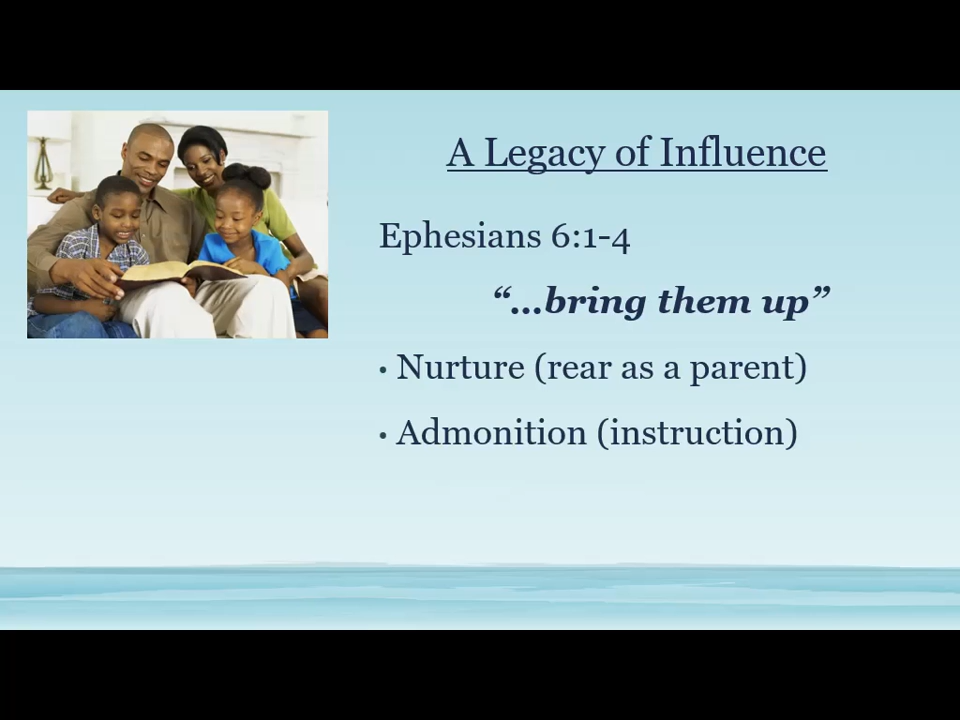 A Legacy of Influence
Ephesians 6:1-4
“…bring them up”
• Nurture (rear as a parent)
• Admonition (instruction)